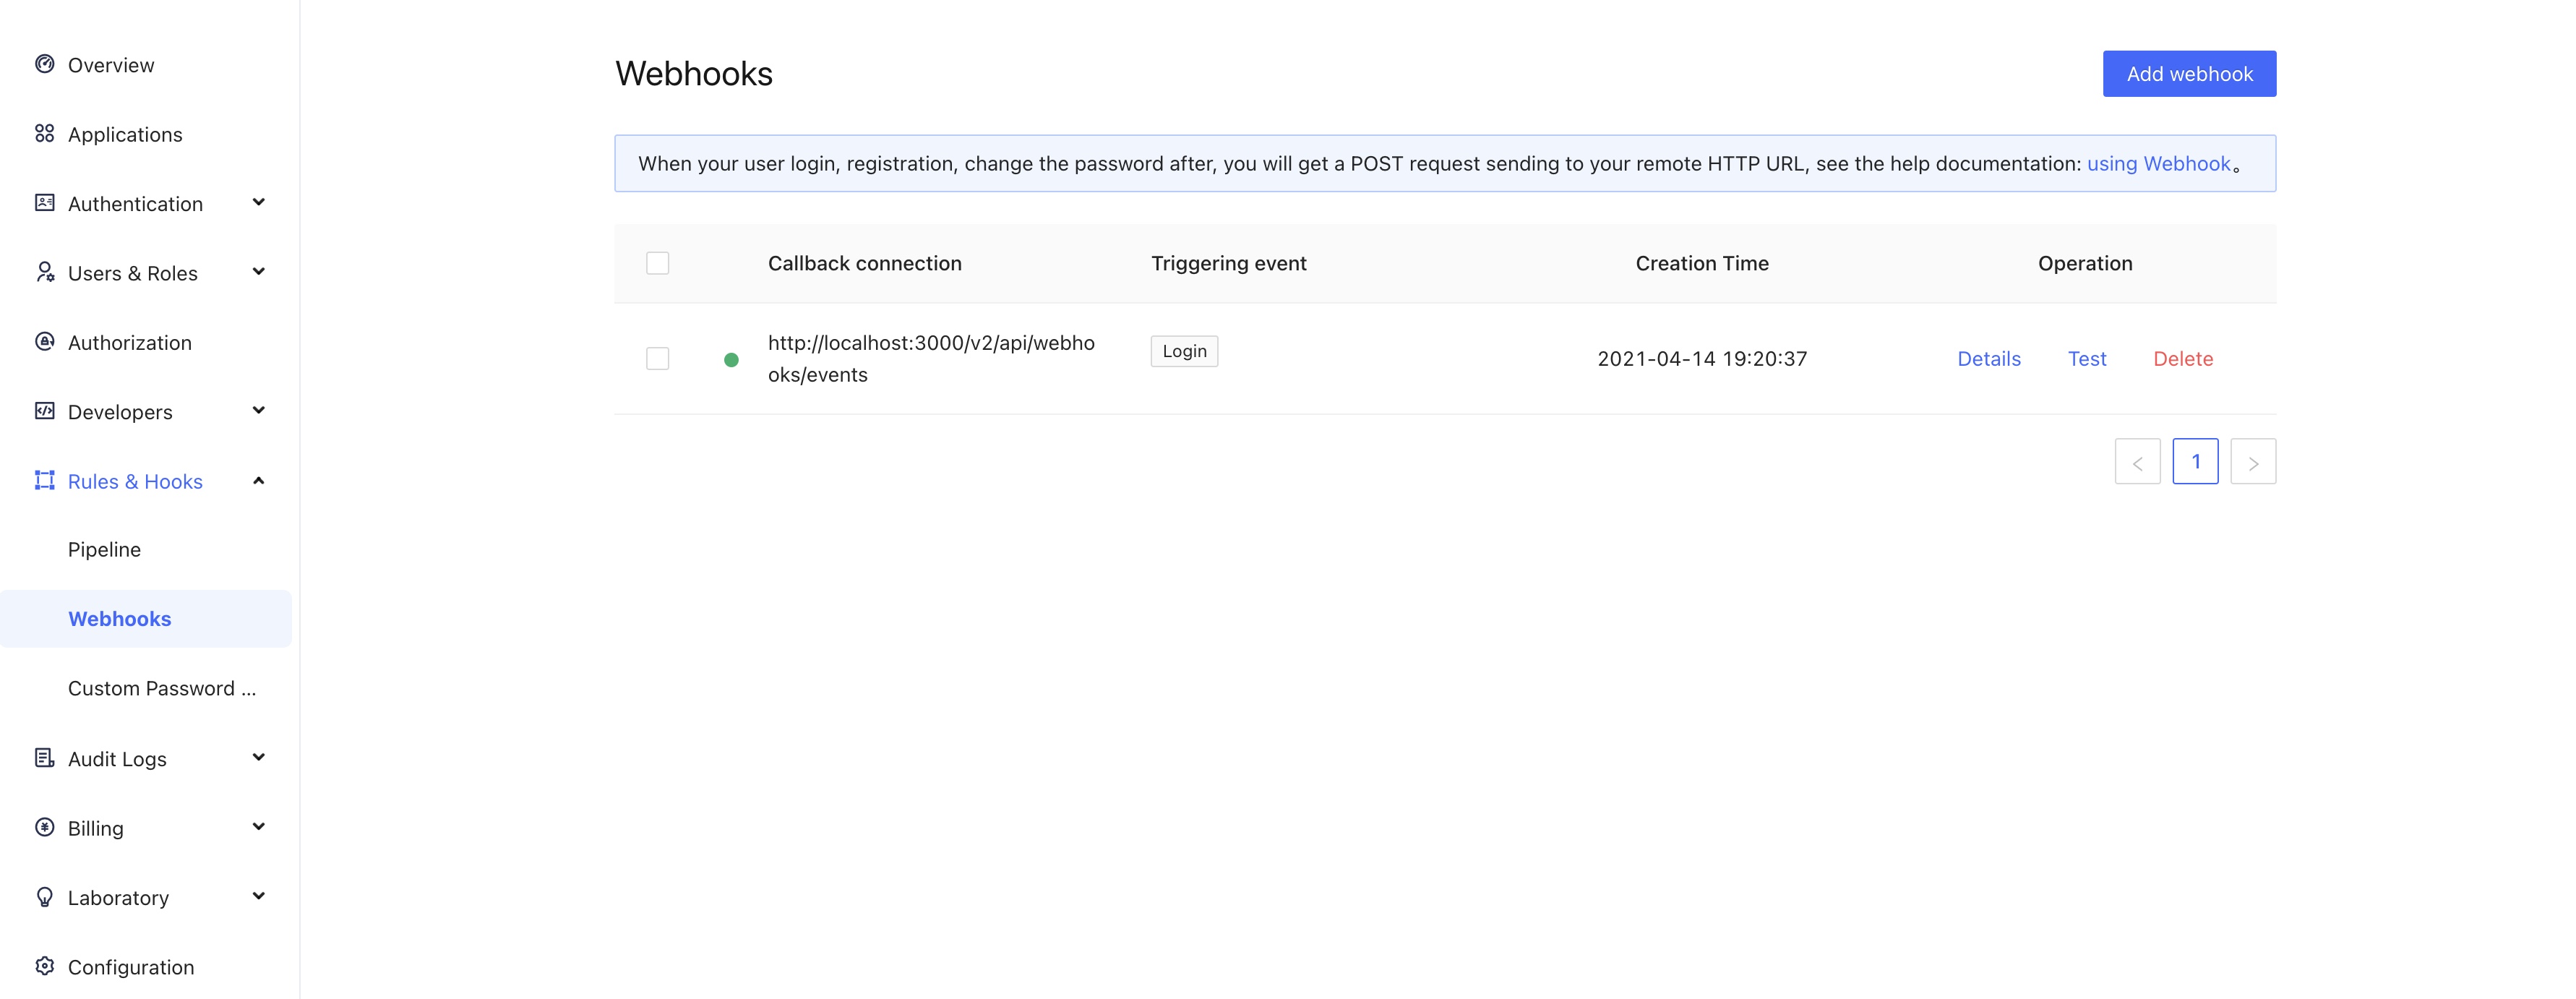 Overview
Applications
Authentication
Users & Roles
Authorization
Developers
Rules & Hooks
Pipeline
Webhooks
Custom Password ...
Audit Logs
Billing
Laboratory
Configuration
Webhooks
Add webhook
When your user login, registration, change the password after, you will get a POST request sending to your remote HTTP URL, see the help documentation: using Webhook。
Callback connection Triggering event Creation Time Operation
http://localhost:3000/v2/api/webho
oks/events
Login
2021-04-14 19:20:37
Details Test Delete
< 1 >